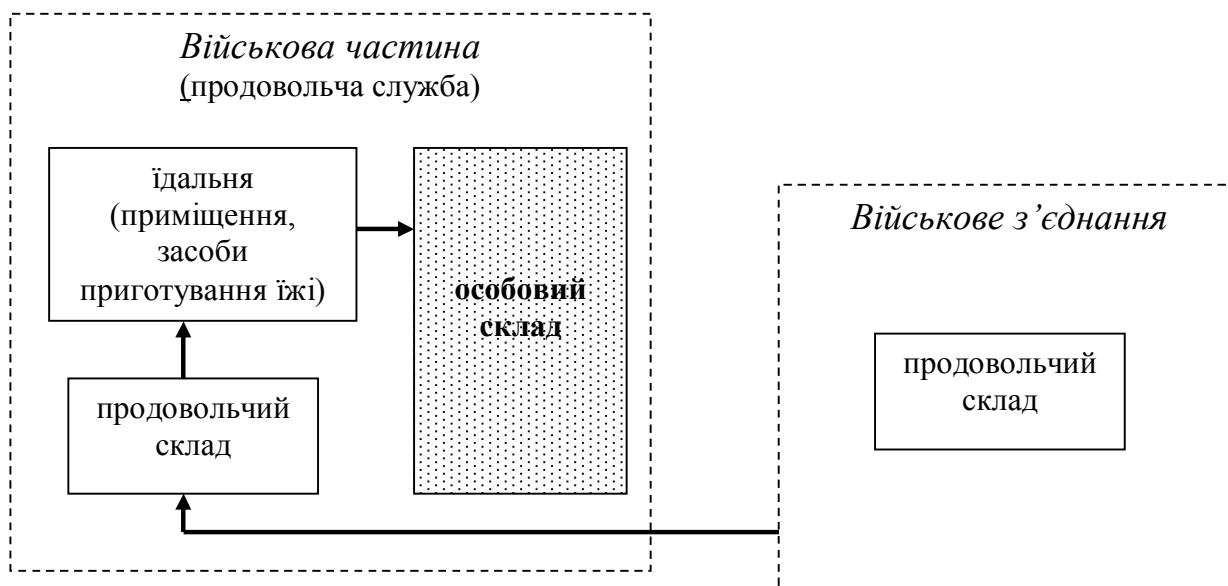 Військова частина
(продовольча служба)
їдальня
(приміщення,
засоби
приготування їжі)
особовий
склад
продовольчий
склад
Військове з’єднання
продовольчий
склад